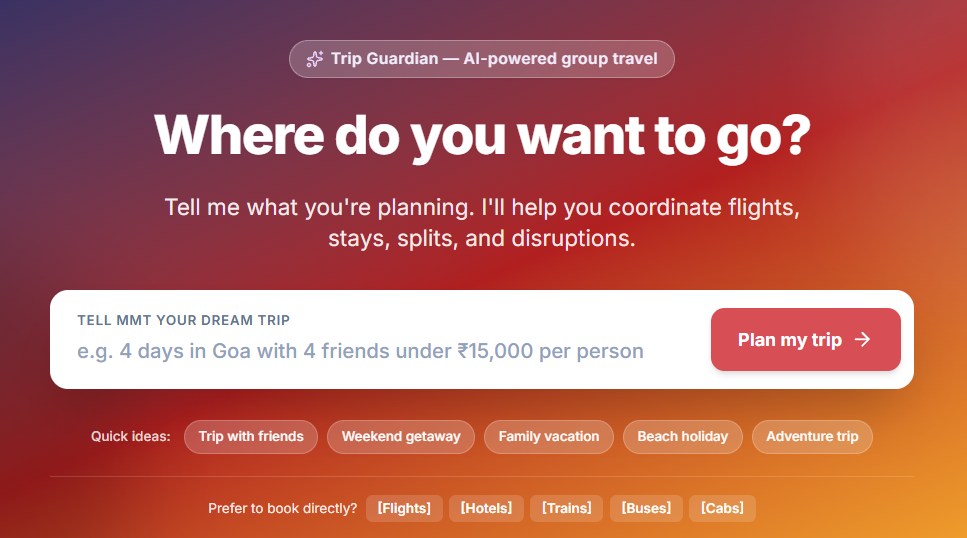 Trip Guardian — AI-powered group travel
Where do you want to go?
Tell me what you're planning. I'll help you coordinate flights,
stays, splits, and disruptions.
TELL MMT YOUR DREAM TRIP
e.g. 4 days in Goa with 4 friends under ₹15,000 per person
Plan my trip →
Quick ideas: Trip with friends Weekend getaway Family vacation Beach holiday Adventure trip
Prefer to book directly? [Flights] [Hotels] [Trains] [Buses] [Cabs]